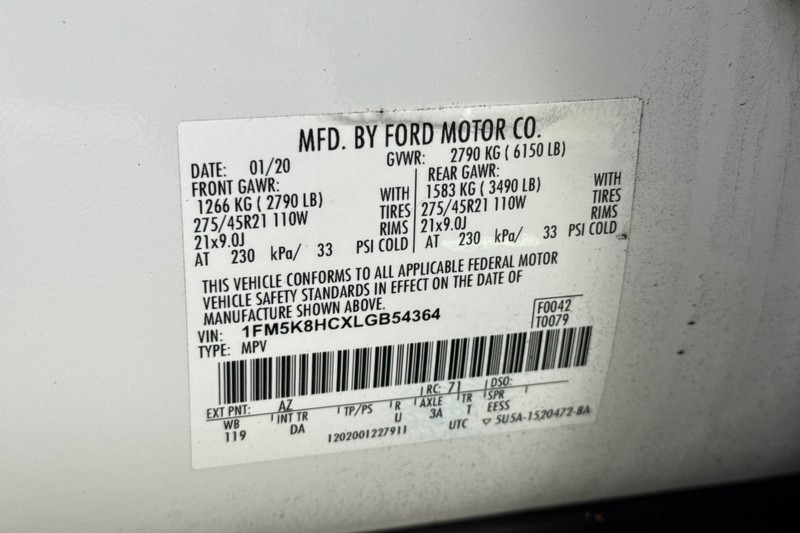 MFD. BY FORD MOTOR CO.
DATE: 01/20 GVWR: 2790 KG ( 6150 LB)
FRONT GAWR: REAR GAWR:
1266 KG ( 2790 LB) WITH 1583 KG ( 3490 LB) WITH
275/45R21 110W TIRES 275/45R21 110W TIRES
21x9.0J RIMS 21x9.0J RIMS
AT 230 kPa/ 33 PSI COLD AT 230 kPa/ 33 PSI COLD
THIS VEHICLE CONFORMS TO ALL APPLICABLE FEDERAL MOTOR
VEHICLE SAFETY STANDARDS IN EFFECT ON THE DATE OF
MANUFACTURE SHOWN ABOVE.
VIN: 1FM5K8HCXLGB54364 F0042
TYPE: MPV T0079
EXT PNT: AZ RC: 71 DSO:
WB INT TR TP/PS R AXLE TR SPR
119 DA U 3A T EESS
1202001227911 UTC ▽ 5U5A-1520472-BA